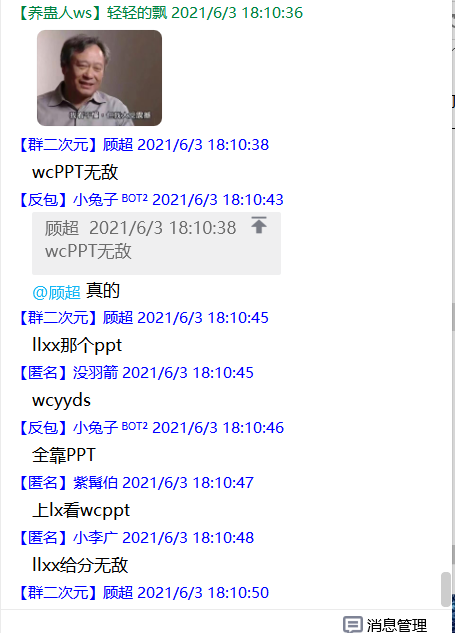 【养蛊人ws】轻轻的飘 2021/6/3 18:10:36
【群二次元】顾超 2021/6/3 18:10:38
wcPPT无敌
【反包】小兔子 BOT2 2021/6/3 18:10:43
顾超 2021/6/3 18:10:38
wcPPT无敌
@顾超 真的
【群二次元】顾超 2021/6/3 18:10:45
llxx那个ppt
【匿名】没羽箭 2021/6/3 18:10:45
wcyyds
【反包】小兔子 BOT2 2021/6/3 18:10:46
全靠PPT
【匿名】紫髯伯 2021/6/3 18:10:47
上lx看wcppt
【匿名】小李广 2021/6/3 18:10:48
llxx给分无敌
【群二次元】顾超 2021/6/3 18:10:50
消息管理